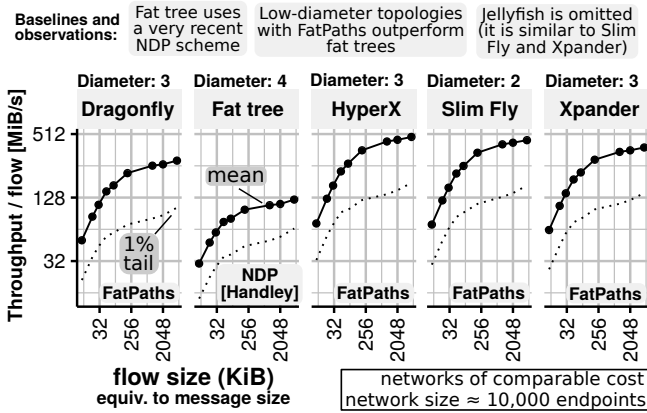 Baselines and
observations:
Fat tree uses
a very recent
NDP scheme
Low-diameter topologies
with FatPaths outperform
fat trees
Jellyfish is omitted
(it is similar to Slim
Fly and Xpander)
Diameter: 3
Diameter: 4
Diameter: 3
Diameter: 2
Diameter: 3
Dragonfly
Fat tree
HyperX
Slim Fly
Xpander
Throughput / flow [MiB/s]
512
128
32
mean
1%
tail
FatPaths
NDP
[Handley]
FatPaths
FatPaths
FatPaths
32
256
2048
32
256
2048
32
256
2048
32
256
2048
32
256
2048
flow size (KiB)
equiv. to message size
networks of comparable cost
network size ≈ 10,000 endpoints